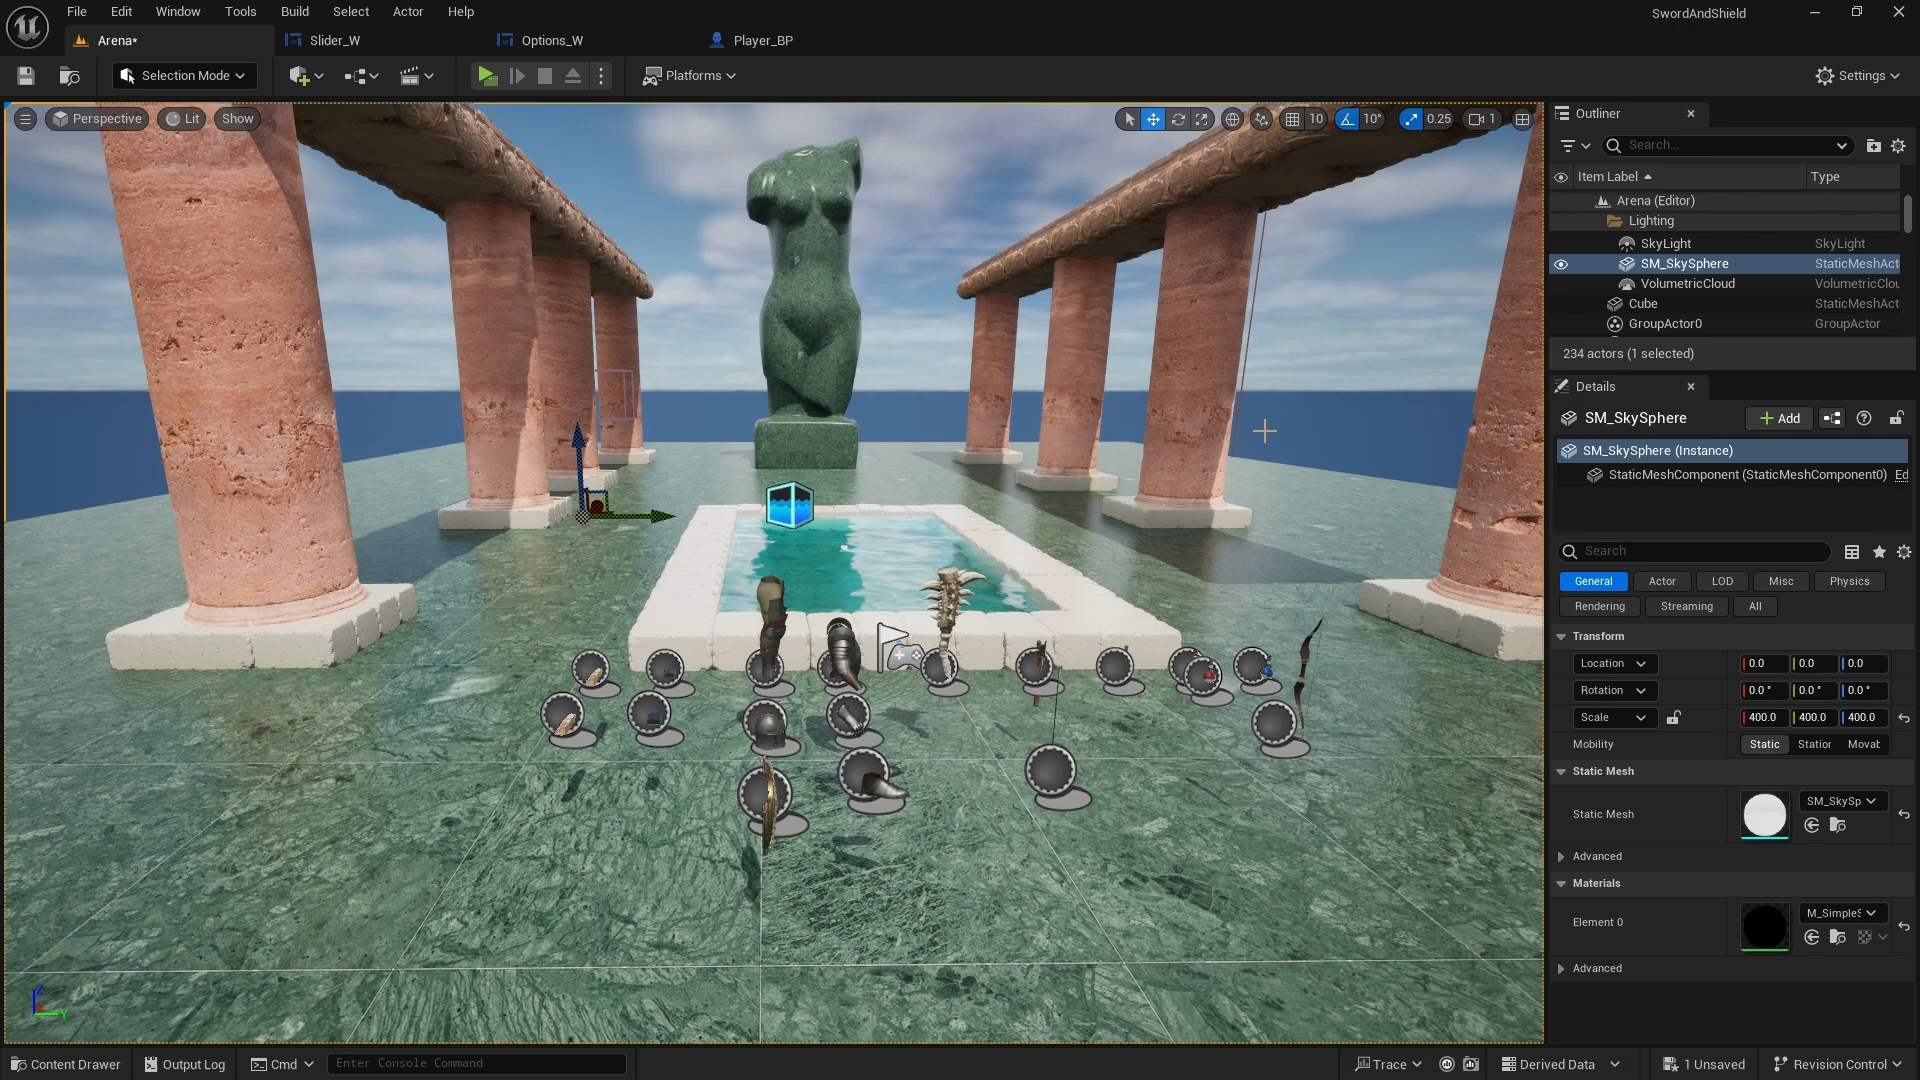 File Edit Window Tools Build Select Actor Help
SwordAndShield
Arena* Slider_W Options_W Player_BP
Selection Mode Platforms Settings
Perspective Lit Show 10 10° 0.25 1
Outliner
Search...
Item Label Type
Arena (Editor)
Lighting
SkyLight SkyLight
SM_SkySphere StaticMeshAct
VolumetricCloud VolumetricClou
Cube StaticMeshAct
GroupActor0 GroupActor
234 actors (1 selected)
Details
SM_SkySphere Add
SM_SkySphere (Instance)
StaticMeshComponent (StaticMeshComponent0) Ed
Search
General Actor LOD Misc Physics
Rendering Streaming All
Transform
Location 0.0 0.0 0.0
Rotation 0.0 ° 0.0 ° 0.0 °
Scale 400.0 400.0 400.0
Mobility Static Station Movab
Static Mesh
SM_SkySp
Static Mesh
Advanced
Materials
M_SimpleS
Element 0
Advanced
Z
Y
Content Drawer Output Log Cmd Enter Console Command Trace Derived Data 1 Unsaved Revision Control